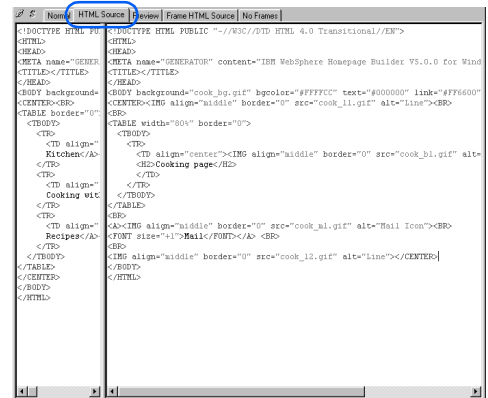 Normal HTML Source Preview Frame HTML Source No Frames
<!DOCTYPE HTML PU
<HTML>
<HEAD>
<META name="GENER
<TITLE></TITLE>
</HEAD>
<BODY background=
<CENTER><BR>
<TABLE border="0"
<TBODY>
<TR>
<TD align="
Kitchen</A>
</TR>
<TR>
<TD align="
Cooking wit
</TR>
<TR>
<TD align="
Recipes</A>
</TR>
</TBODY>
</TABLE>
</CENTER>
</BODY>
</HTML>
<!DOCTYPE HTML PUBLIC "-//W3C//DTD HTML 4.0 Transitional//EN">
<HTML>
<HEAD>
<META name="GENERATOR" content="IBM WebSphere Homepage Builder V5.0.0 for Wind
<TITLE></TITLE>
</HEAD>
<BODY background="cook_bg.gif" bgcolor="#FFFFCC" text="#000000" link="#FF6600"
<CENTER><IMG align="middle" border="0" src="cook_l1.gif" alt="Line"><BR>
<BR>
<TABLE width="80%" border="0">
<TBODY>
<TR>
<TD align="center"><IMG align="middle" border="0" src="cook_b1.gif" alt=
<H2>Cooking page</H2>
</TD>
</TR>
</TBODY>
</TABLE>
<BR>
<A><IMG align="middle" border="0" src="cook_m1.gif" alt="Mail Icon"><BR>
<FONT size="+1">Mail</FONT></A> <BR>
<BR>
<IMG align="middle" border="0" src="cook_l2.gif" alt="Line"></CENTER>
</BODY>
</HTML>